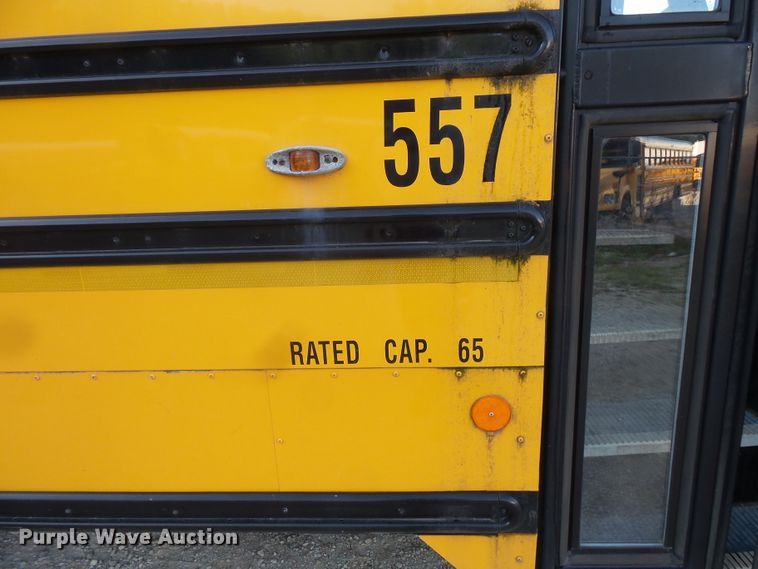 557
RATED CAP. 65
Purple Wave Auction®